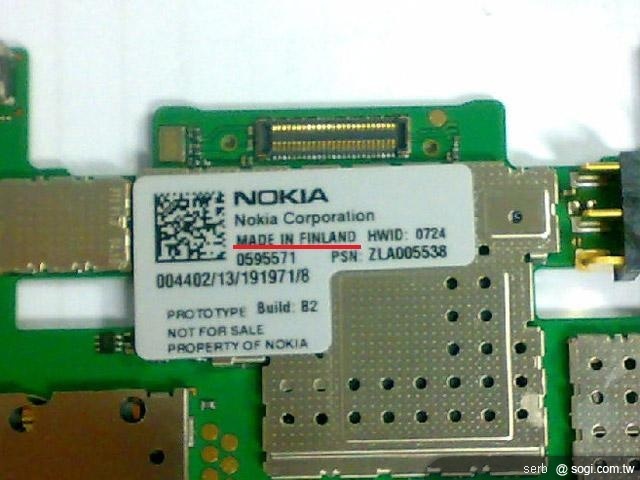 NOKIA
Nokia Corporation
MADE IN FINLAND HWID: 0724
0595571 PSN: ZLA005538
004402/13/191971/8
PROTOTYPE Build: B2
NOT FOR SALE
PROPERTY OF NOKIA
serb @ sogi.com.tw